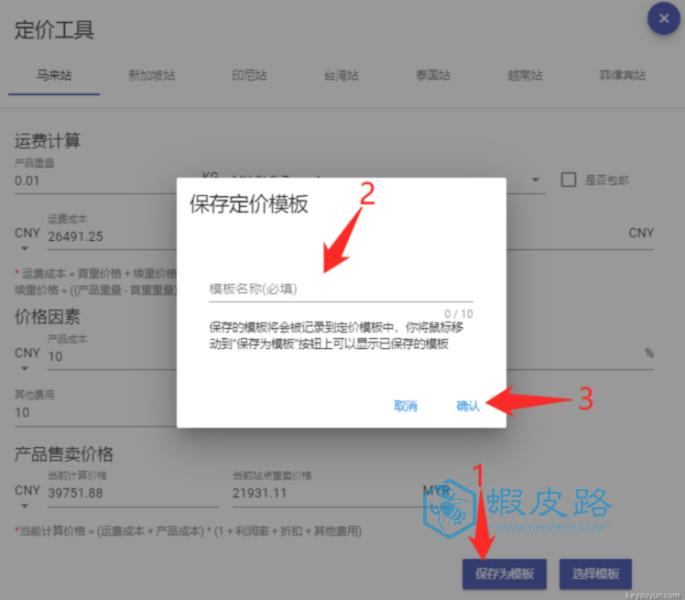 定价工具
马来站 新加坡站 印尼站 台湾站 泰国站 越南站 菲律宾站
运费计算
产品重量
0.01 KG 是否包邮
运费成本
CNY 26491.25 CNY
* 运费成本 = 首重价格 + 续重价格
续重价格 = ((产品重量 - 首重重量)
价格因素
产品成本
CNY 10 %
其他费用
10
产品售卖价格
当前计算价格 当前站点售卖价格
CNY 39751.88 21931.11 MYR
*当前计算价格 = (运费成本 + 产品成本) * (1 + 利润率 + 折扣 + 其他费用)
保存为模板 选择模板
保存定价模板
模板名称(必填)
0 / 10
保存的模板将会被记录到定价模板中，你将鼠标移
动到"保存为模板"按钮上可以显示已保存的模板
取消 确认
1
2
3
蝦皮路
WWW.SHOPEE6.COM
keyouyun.com